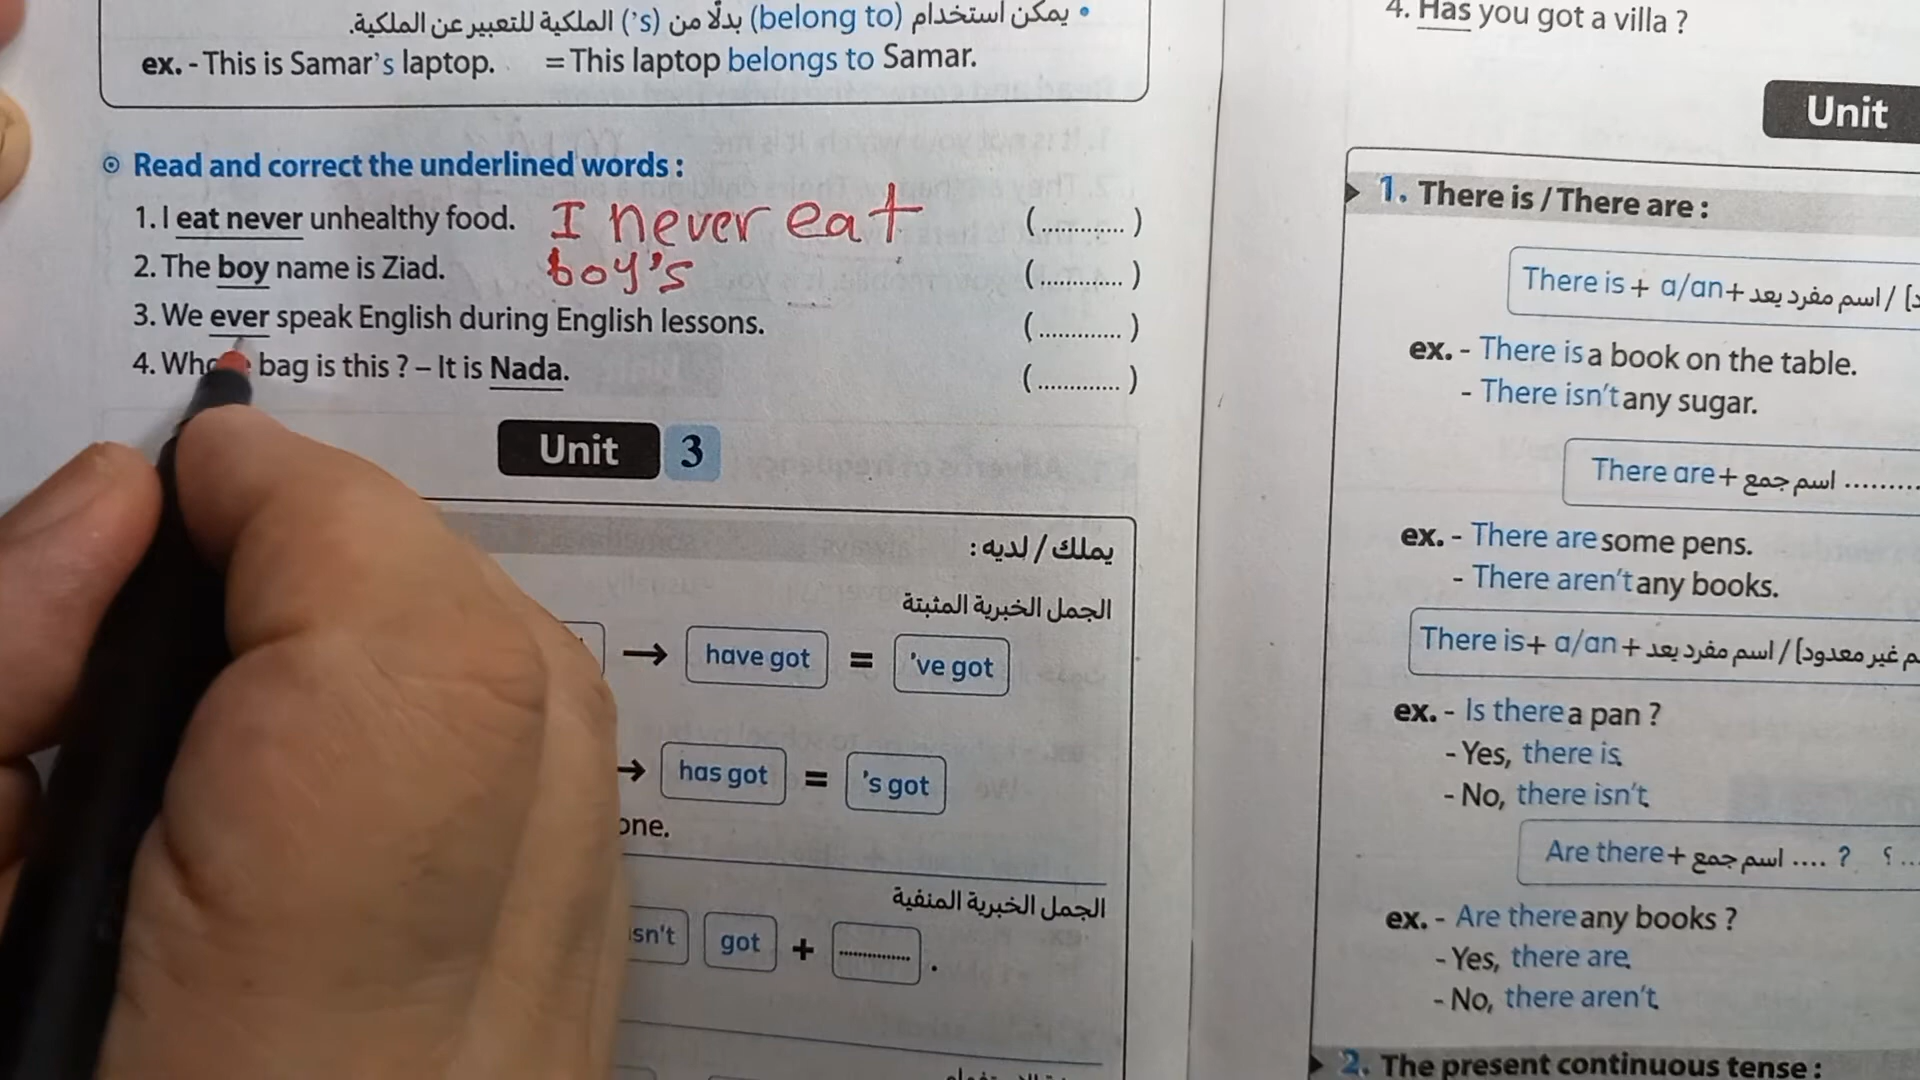 • يمكن استخدام (belong to) بدلًا من (’s) الملكية للتعبير عن الملكية.
ex. - This is Samar's laptop. = This laptop belongs to Samar.
Read and correct the underlined words :
1. I eat never unhealthy food. I never eat (............)
2. The boy name is Ziad. boy's (............)
3. We ever speak English during English lessons. (............)
4. bag is this ? – It is Nada. (............)
Unit 3
يملك / لديه :
الجمل الخبرية المثبتة
→ have got = 've got
→ has got = 's got
الجمل الخبرية المنفية
got + ............... .
4. Has you got a villa ?
Unit
1. There is / There are :
There is + a/an + اسم مفرد يعد /
ex. - There is a book on the table.
- There isn't any sugar.
There are + اسم جمع .........
ex. - There are some pens.
- There aren't any books.
There is + a/an + اسم مفرد يعد / غير معدود)
ex. - Is there a pan ?
- Yes, there is.
- No, there isn't.
Are there + اسم جمع .... ? ؟ ...
ex. - Are there any books ?
- Yes, there are.
- No, there aren't.
2. The present continuous tense :